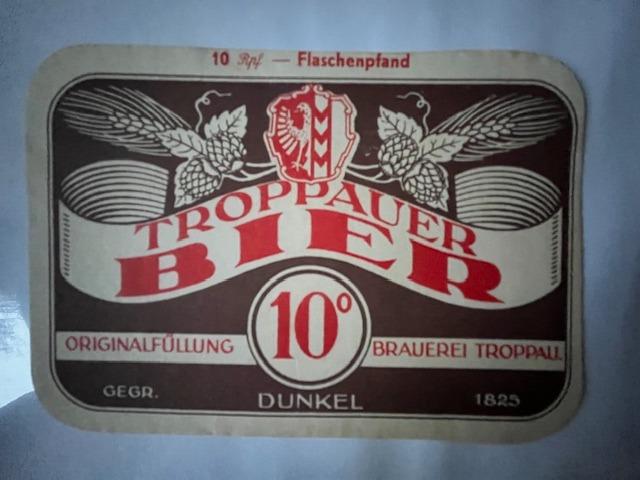 10 Rpf — Flaschenpfand
TROPPAUER
BIER
10°
ORIGINALFÜLLUNG BRAUEREI TROPPAU
GEGR. DUNKEL 1825